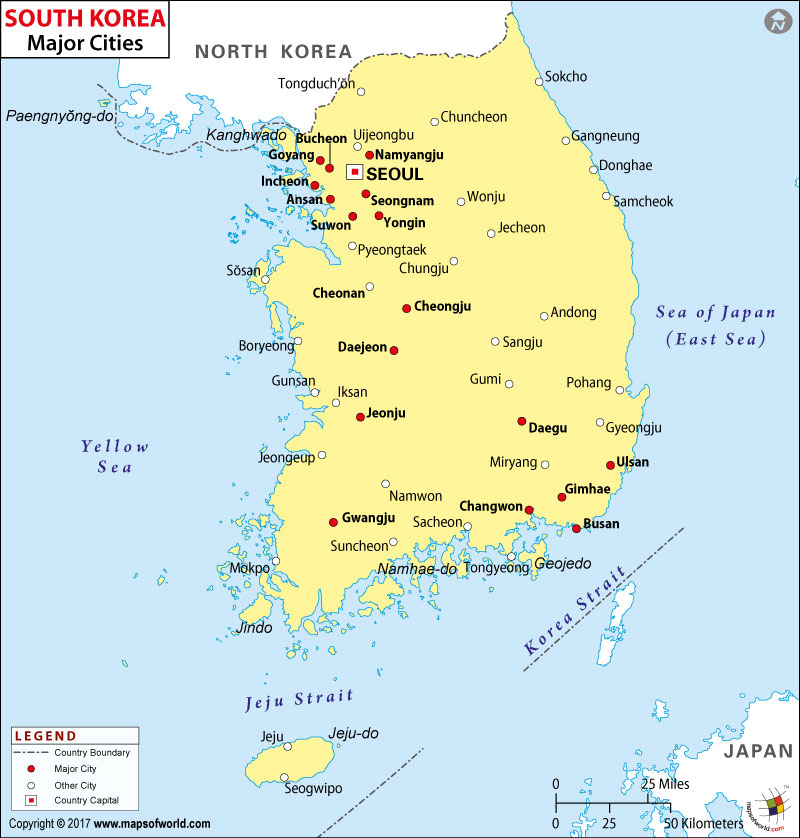 SOUTH KOREA
Major Cities
N
NORTH KOREA
Tongduch'ŏn
Sokcho
Paengnyŏng-do
Chuncheon
Kanghwado
Uijeongbu
Gangneung
Bucheon
Goyang
Namyangju
Donghae
SEOUL
Incheon
Ansan
Seongnam
Wonju
Samcheok
Suwon
Yongin
Jecheon
Pyeongtaek
Chungju
Sŏsan
Cheonan
Cheongju
Andong
Sea of Japan
(East Sea)
Boryeong
Daejeon
Sangju
Gunsan
Iksan
Gumi
Pohang
Jeonju
Daegu
Gyeongju
Yellow
Sea
Jeongeup
Miryang
Ulsan
Namwon
Gimhae
Changwon
Gwangju
Sacheon
Busan
Suncheon
Mokpo
Namhae-do
Tongyeong
Geojedo
Korea Strait
Jindo
Jeju Strait
Jeju
Jeju-do
Seogwipo
JAPAN
LEGEND
Country Boundary
Major City
Other City
Country Capital
0
25 Miles
0
25
50 Kilometers
mapsofworld
.com
TM
Copyright © 2017 www.mapsofworld.com